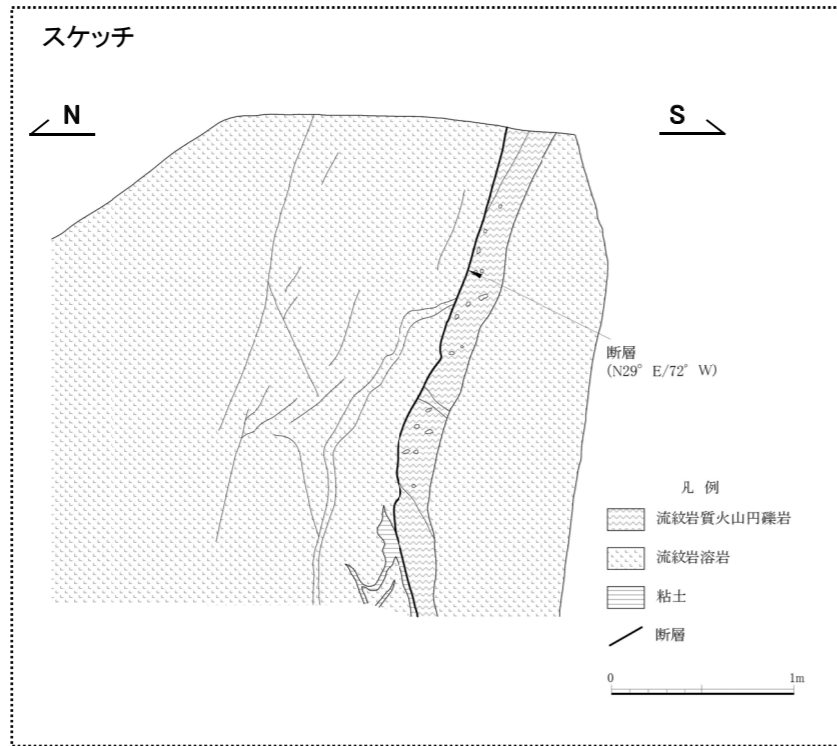 スケッチ
N
S
断層
(N29°E/72°W)
凡 例
流紋岩質火山円礫岩
流紋岩溶岩
粘土
断層
0 1m